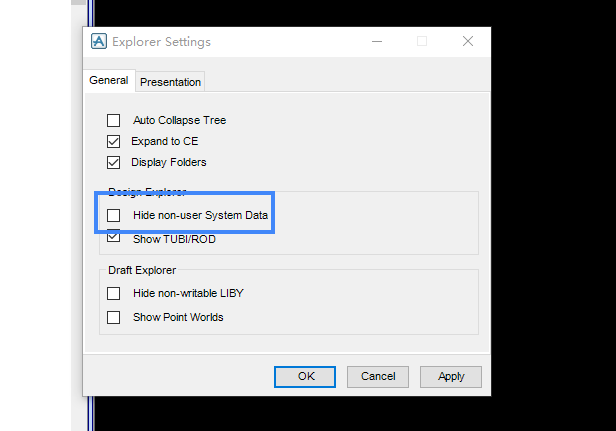 Explorer Settings
General
Presentation
Auto Collapse Tree
Expand to CE
Display Folders
Design Explorer
Hide non-user System Data
Show TUBI/ROD
Draft Explorer
Hide non-writable LIBY
Show Point Worlds
OK
Cancel
Apply